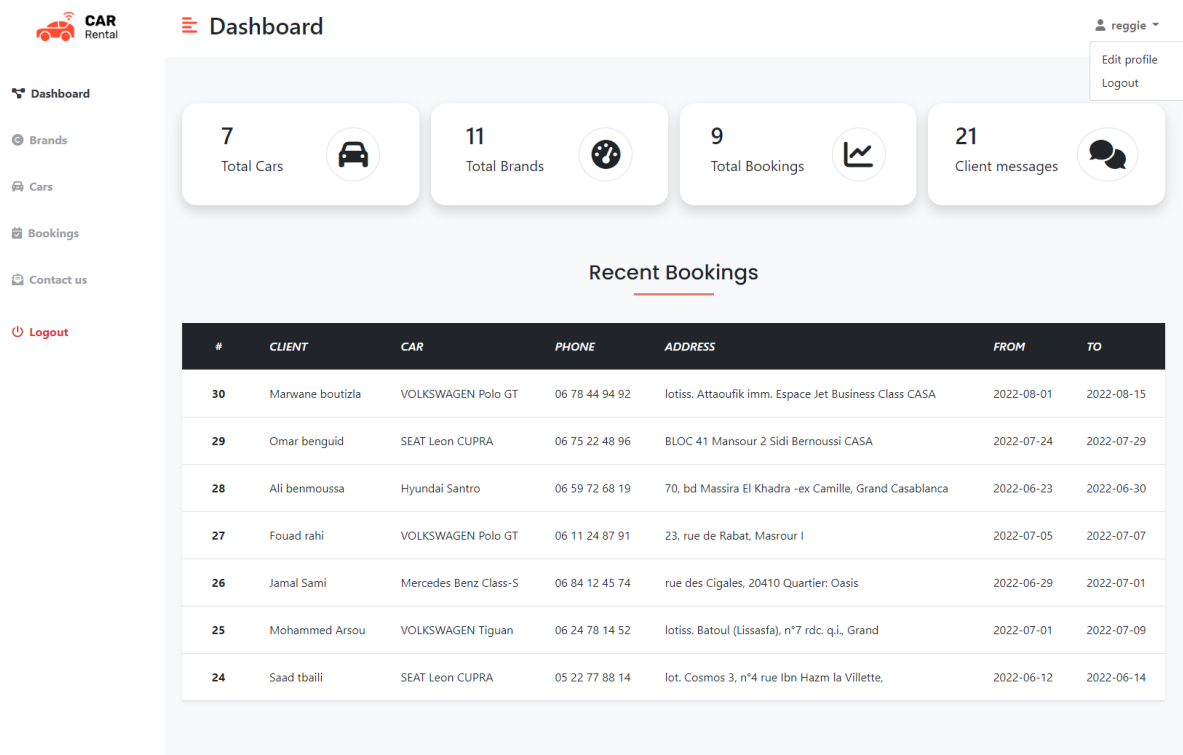 CAR
Rental
Dashboard
reggie
Edit profile
Logout
Dashboard
Brands
Cars
Bookings
Contact us
Logout
7
Total Cars
11
Total Brands
9
Total Bookings
21
Client messages
Recent Bookings
# CLIENT CAR PHONE ADDRESS FROM TO
30 Marwane boutizla VOLKSWAGEN Polo GT 06 78 44 94 92 lotiss. Attaoufik imm. Espace Jet Business Class CASA 2022-08-01 2022-08-15
29 Omar benguid SEAT Leon CUPRA 06 75 22 48 96 BLOC 41 Mansour 2 Sidi Bernoussi CASA 2022-07-24 2022-07-29
28 Ali benmoussa Hyundai Santro 06 59 72 68 19 70, bd Massira El Khadra -ex Camille, Grand Casablanca 2022-06-23 2022-06-30
27 Fouad rahi VOLKSWAGEN Polo GT 06 11 24 87 91 23, rue de Rabat, Masrour I 2022-07-05 2022-07-07
26 Jamal Sami Mercedes Benz Class-S 06 84 12 45 74 rue des Cigales, 20410 Quartier: Oasis 2022-06-29 2022-07-01
25 Mohammed Arsou VOLKSWAGEN Tiguan 06 24 78 14 52 lotiss. Batoul (Lissasfa), n°7 rdc. q.i., Grand 2022-07-01 2022-07-09
24 Saad tbaili SEAT Leon CUPRA 05 22 77 88 14 lot. Cosmos 3, n°4 rue Ibn Hazm la Villette, 2022-06-12 2022-06-14